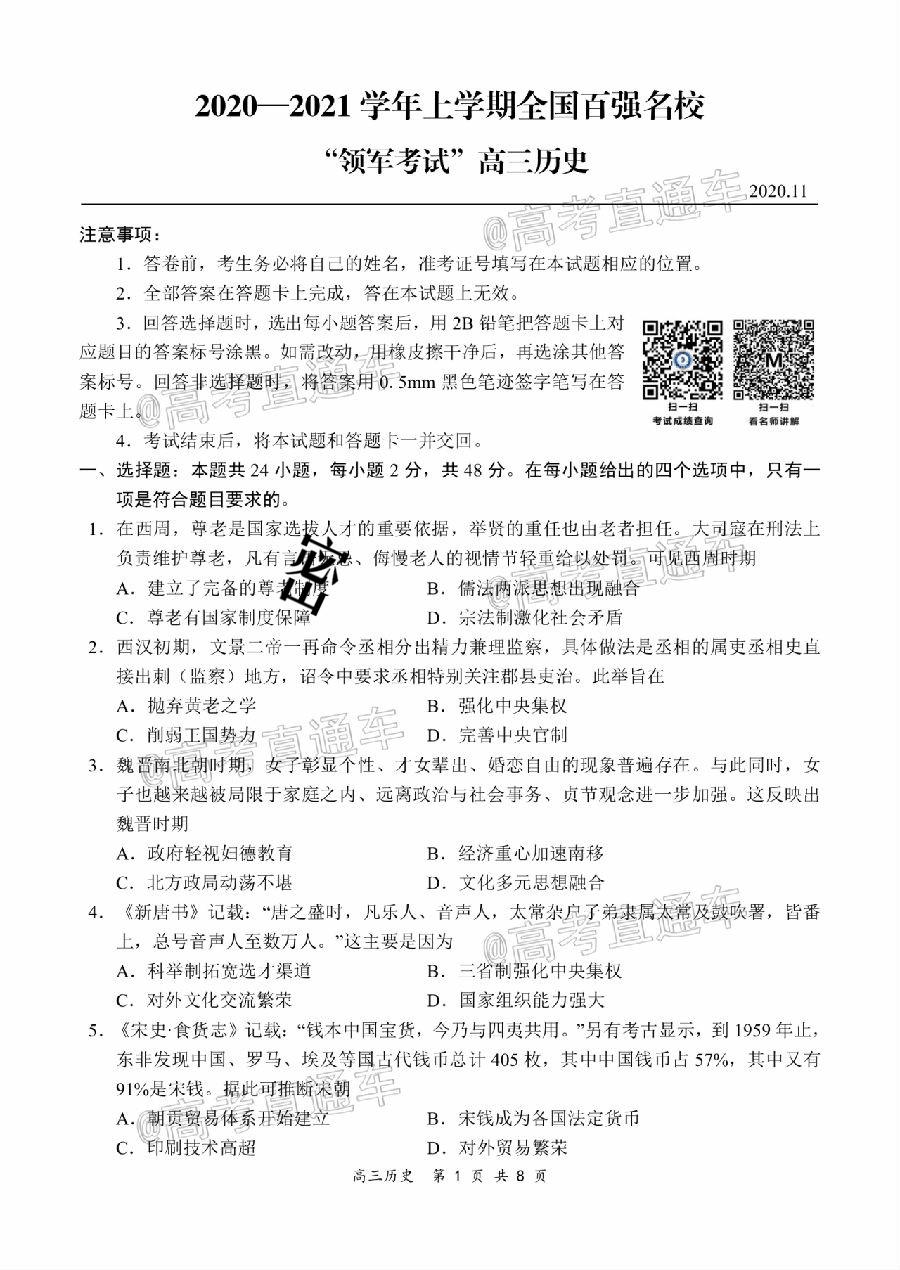 2020—2021 学年上学期全国百强名校
“领军考试”高三历史
2020.11
@高考直通车
注意事项：
1．答卷前，考生务必将自己的姓名，准考证号填写在本试题相应的位置。
2．全部答案在答题卡上完成，答在本试题上无效。
3．回答选择题时，选出每小题答案后，用 2B 铅笔把答题卡上对
应题目的答案标号涂黑。如需改动，用橡皮擦干净后，再选涂其他答
案标号。回答非选择题时，将答案用 0.5mm 黑色笔迹签字笔写在答
题卡上。
@高考直通车
扫一扫
考试成绩查询
扫一扫
看名师讲解
M
4．考试结束后，将本试题和答题卡一并交回。
一、选择题：本题共 24 小题，每小题 2 分，共 48 分。在每小题给出的四个选项中，只有一
项是符合题目要求的。
1．在西周，尊老是国家选拔人才的重要依据，举贤的重任也由老者担任。大司寇在刑法上
负责维护尊老，凡有言、侮慢老人的视情节轻重给以处罚。可见西周时期
密
@高考直通车
A．建立了完备的尊老制度 B．儒法两派思想出现融合
C．尊老有国家制度保障 D．宗法制激化社会矛盾
2．西汉初期，文景二帝一再命令丞相分出精力兼理监察，具体做法是丞相的属吏丞相史直
接出刺（监察）地方，诏令中要求丞相特别关注郡县吏治。此举旨在
A．抛弃黄老之学 B．强化中央集权
C．削弱王国势力 D．完善中央官制
@高考直通车
3．魏晋南北朝时期，女子彰显个性、才女辈出、婚恋自由的现象普遍存在。与此同时，女
子也越来越被局限于家庭之内、远离政治与社会事务、贞节观念进一步加强。这反映出
魏晋时期
A．政府轻视妇德教育 B．经济重心加速南移
C．北方政局动荡不堪 D．文化多元思想融合
4．《新唐书》记载：“唐之盛时，凡乐人、音声人，太常杂户子弟隶属太常及鼓吹署，皆番
上，总号音声人至数万人。”这主要是因为
@高考直通车
A．科举制拓宽选才渠道 B．三省制强化中央集权
C．对外文化交流繁荣 D．国家组织能力强大
5．《宋史·食货志》记载：“钱本中国宝货，今乃与四夷共用。”另有考古显示，到 1959 年止，
东非发现中国、罗马、埃及等国古代钱币总计 405 枚，其中中国钱币占 57%，其中又有
91%是宋钱。据此可推断宋朝
@高考直通车
A．朝贡贸易体系开始建立 B．宋钱成为各国法定货币
C．印刷技术高超 D．对外贸易繁荣
高三历史 第 1 页 共 8 页